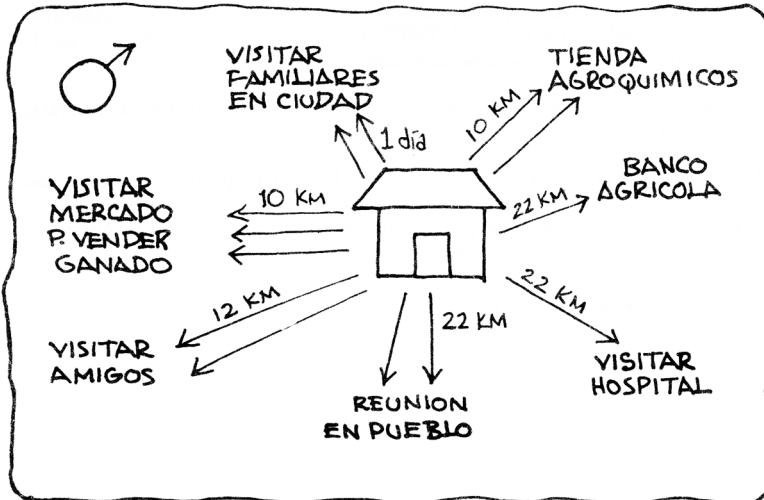 VISITAR
FAMILIARES
EN CIUDAD
1 día
TIENDA
AGROQUIMICOS
10 KM
BANCO
AGRICOLA
22 KM
VISITAR
MERCADO
P. VENDER
GANADO
10 KM
12 KM
VISITAR
AMIGOS
22 KM
REUNION
EN PUEBLO
22 KM
VISITAR
HOSPITAL